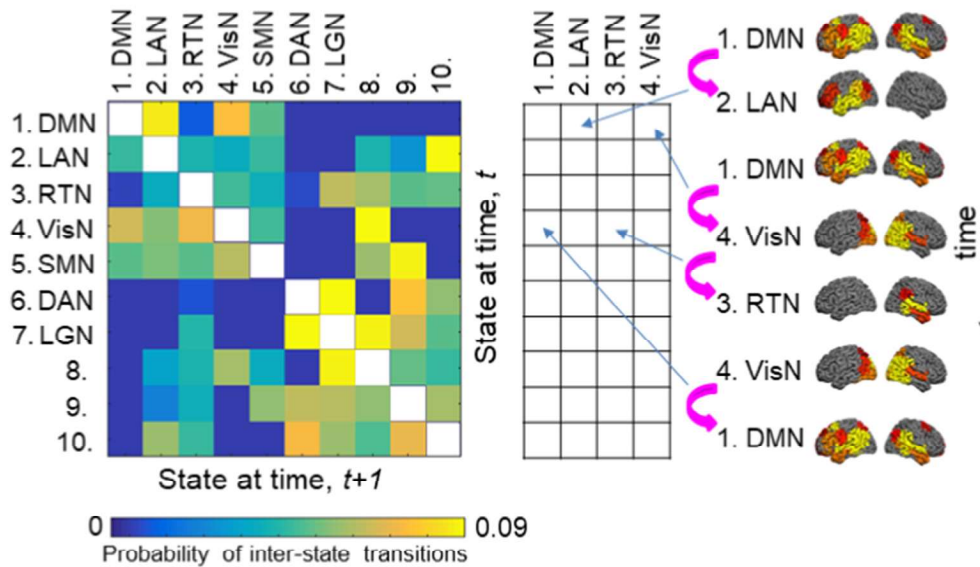 1. DMN
2. LAN
3. RTN
4. VisN
5. SMN
6. DAN
7. LGN
8.
9.
10.
1. DMN
2. LAN
3. RTN
4. VisN
5. SMN
6. DAN
7. LGN
8.
9.
10.
State at time, t+1
0
0.09
Probability of inter-state transitions
State at time, t
1. DMN
2. LAN
3. RTN
4. VisN
1. DMN
2. LAN
1. DMN
4. VisN
3. RTN
4. VisN
1. DMN
time